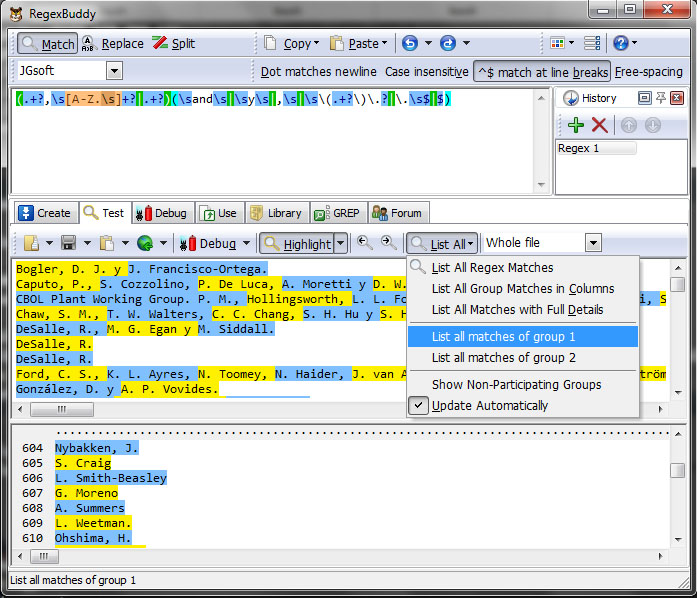 RegexBuddy
Match Replace Split Copy Paste
JGsoft Dot matches newline Case insensitive ^$ match at line breaks Free-spacing
(.+?,\s[A-Z.\s]+?|.+?)(\sand\s|\sy\s|,\s|\s\(.+?\)\.?|\.\s$|$)
History
Regex 1
Create Test Debug Use Library GREP Forum
Debug Highlight List All Whole file
Bogler, D. J. y J. Francisco-Ortega.
Caputo, P., S. Cozzolino, P. De Luca, A. Moretti y D. W.
CBOL Plant Working Group. P. M., Hollingsworth, L. L. Fo i, S
Chaw, S. M., T. W. Walters, C. C. Chang, S. H. Hu y S. H
DeSalle, R., M. G. Egan y M. Siddall.
DeSalle, R.
DeSalle, R.
Ford, C. S., K. L. Ayres, N. Toomey, N. Haider, J. van A ström
González, D. y A. P. Vovides.
List All Regex Matches
List All Group Matches in Columns
List All Matches with Full Details
List all matches of group 1
List all matches of group 2
Show Non-Participating Groups
Update Automatically
604 Nybakken, J.
605 S. Craig
606 L. Smith-Beasley
607 G. Moreno
608 A. Summers
609 L. Weetman.
610 Ohshima, H.
List all matches of group 1